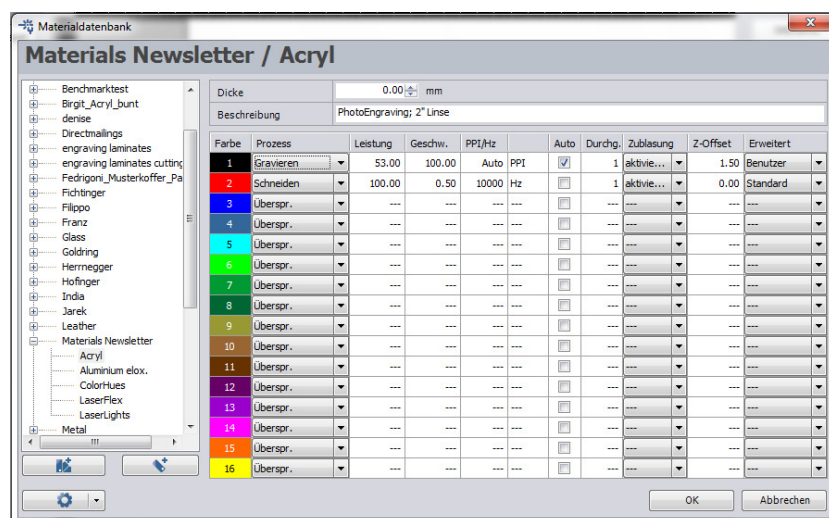 Materialdatenbank
Materials Newsletter / Acryl
Benchmarktest
Birgit_Acryl_bunt
denise
Directmailings
engraving laminates
engraving laminates cutting
Fedrigoni_Musterkoffer_Pa
Fichtinger
Filippo
Franz
Glass
Goldring
Herrnegger
Hofinger
India
Jarek
Leather
Materials Newsletter
Acryl
Aluminium elox.
ColorHues
LaserFlex
LaserLights
Metal
Dicke 0.00 mm
Beschreibung PhotoEngraving; 2" Linse
Farbe Prozess Leistung Geschw. PPI/Hz Auto Durchg. Zublasung Z-Offset Erweitert
1 Gravieren 53.00 100.00 Auto PPI 1 aktivie... 1.50 Benutzer
2 Schneiden 100.00 0.50 10000 Hz 1 aktivie... 0.00 Standard
3 Überspr. --- --- --- --- --- --- --- ---
4 Überspr. --- --- --- --- --- --- --- ---
5 Überspr. --- --- --- --- --- --- --- ---
6 Überspr. --- --- --- --- --- --- --- ---
7 Überspr. --- --- --- --- --- --- --- ---
8 Überspr. --- --- --- --- --- --- --- ---
9 Überspr. --- --- --- --- --- --- --- ---
10 Überspr. --- --- --- --- --- --- --- ---
11 Überspr. --- --- --- --- --- --- --- ---
12 Überspr. --- --- --- --- --- --- --- ---
13 Überspr. --- --- --- --- --- --- --- ---
14 Überspr. --- --- --- --- --- --- --- ---
15 Überspr. --- --- --- --- --- --- --- ---
16 Überspr. --- --- --- --- --- --- --- ---
OK Abbrechen